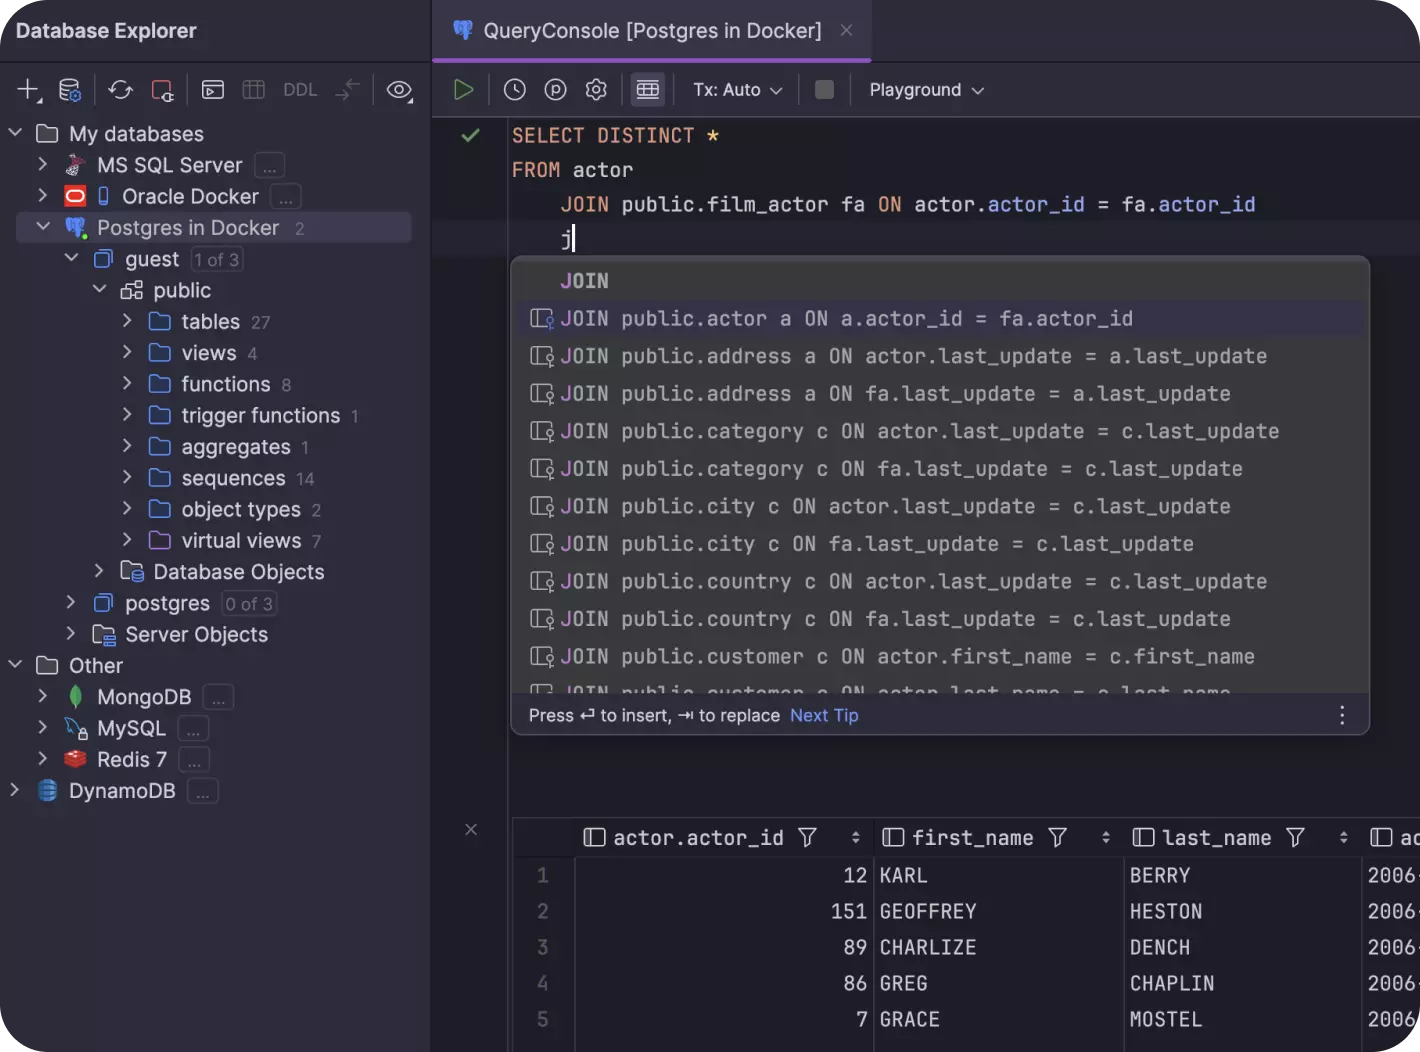 Database Explorer
QueryConsole [Postgres in Docker]
DDL
Tx: Auto
Playground
My databases
MS SQL Server ...
Oracle Docker ...
Postgres in Docker 2
guest 1 of 3
public
tables 27
views 4
functions 8
trigger functions 1
aggregates 1
sequences 14
object types 2
virtual views 7
Database Objects
postgres 0 of 3
Server Objects
Other
MongoDB ...
MySQL ...
Redis 7 ...
DynamoDB ...
SELECT DISTINCT *
FROM actor
JOIN public.film_actor fa ON actor.actor_id = fa.actor_id
j
JOIN
JOIN public.actor a ON a.actor_id = fa.actor_id
JOIN public.address a ON actor.last_update = a.last_update
JOIN public.address a ON fa.last_update = a.last_update
JOIN public.category c ON actor.last_update = c.last_update
JOIN public.category c ON fa.last_update = c.last_update
JOIN public.city c ON actor.last_update = c.last_update
JOIN public.city c ON fa.last_update = c.last_update
JOIN public.country c ON actor.last_update = c.last_update
JOIN public.country c ON fa.last_update = c.last_update
JOIN public.customer c ON actor.first_name = c.first_name
JOIN public.customer c ON actor.last_name = c.last_name
Press ↵ to insert, ⇥ to replace Next Tip
actor.actor_id first_name last_name ac
1 12 KARL BERRY 2006-
2 151 GEOFFREY HESTON 2006-
3 89 CHARLIZE DENCH 2006-
4 86 GREG CHAPLIN 2006-
5 7 GRACE MOSTEL 2006-